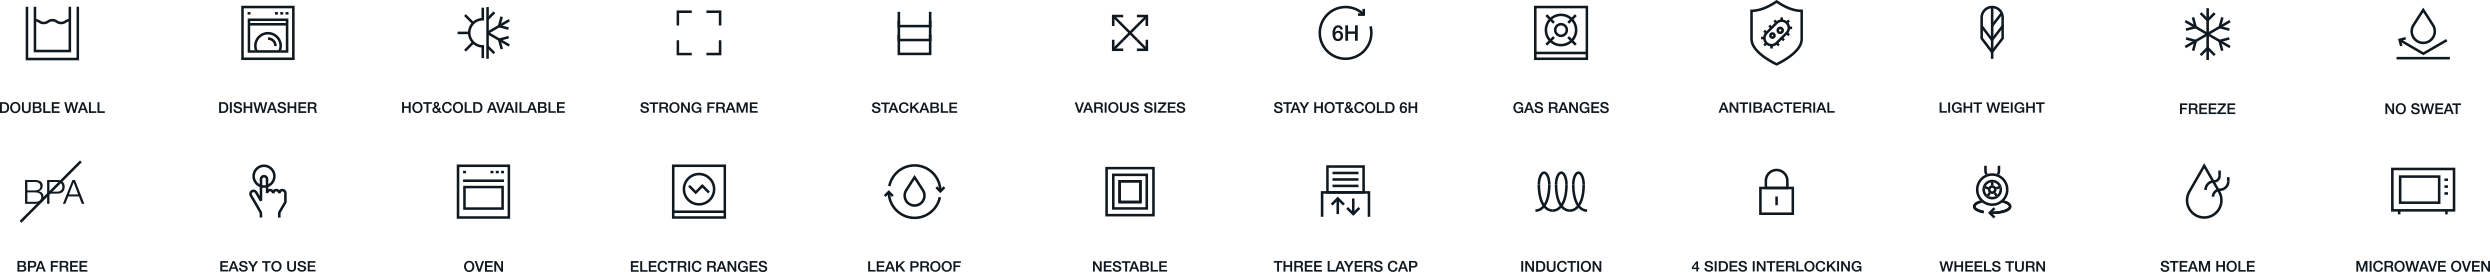 6H
DOUBLE WALL DISHWASHER HOT&COLD AVAILABLE STRONG FRAME STACKABLE VARIOUS SIZES STAY HOT&COLD 6H GAS RANGES ANTIBACTERIAL LIGHT WEIGHT FREEZE NO SWEAT
BPA
BPA FREE EASY TO USE OVEN ELECTRIC RANGES LEAK PROOF NESTABLE THREE LAYERS CAP INDUCTION 4 SIDES INTERLOCKING WHEELS TURN STEAM HOLE MICROWAVE OVEN